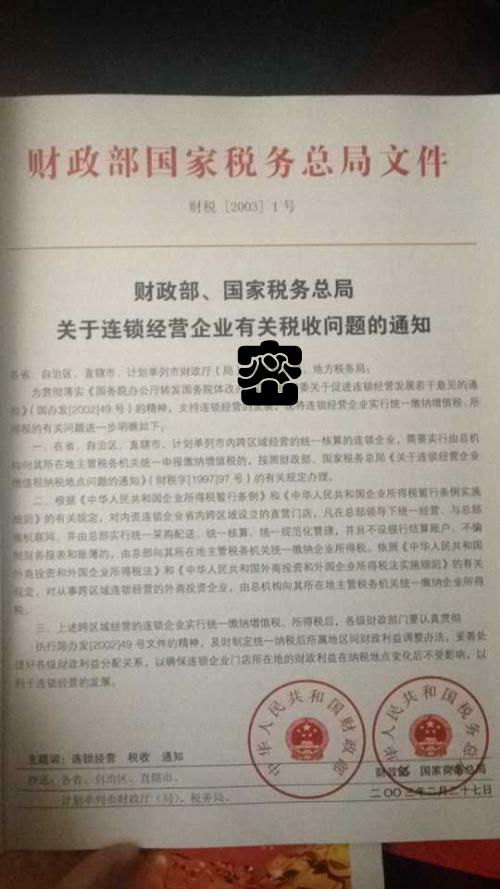 财政部国家税务总局文件
财税［2003］1号
财政部、国家税务总局
关于连锁经营企业有关税收问题的通知
各省、自治区、直辖市、计划单列市财政厅（局 地方税务局：
为贯彻落实《国务院办公厅转发国务院体改办 委关于促进连锁经营发展若干意见的通
知》（国办发[2002]49号）的精神，支持连锁经营的发展，现将连锁企业实行统一缴纳增值税、所
得税的有关问题进一步明确如下：
一、在省、自治区、直辖市、计划单列市内跨区域经营的统一核算的连锁企业，需要实行由总机
构向其所在地主管税务机关统一申报缴纳增值税的，按照财政部、国家税务总局《关于连锁经营企业
增值税纳税地点问题的通知》（财税字[1997]97号）的有关规定办理。
二、根据《中华人民共和国企业所得税暂行条例》和《中华人民共和国企业所得税暂行条例实施
细则》的有关规定，对内资连锁企业省内跨区域设立的直营门店，凡在总部领导下统一经营、与总部
微机联网、并由总部实行统一采购配送、统一核算、统一规范化管理，并且不设银行结算账户、不编
制财务报表和账簿的，由总部向其所在地主管税务机关统一缴纳企业所得税。依照《中华人民共和国
外商投资和外国企业所得税法》和《中华人民共和国外商投资和外国企业所得税法实施细则》的有关
规定，对从事跨区域连锁经营的外商投资企业，由总机构向其所在地主管税务机关统一缴纳企业所得
税。
三、上述跨区域经营的连锁企业实行统一缴纳增值税、所得税后，各级财政部门要认真贯彻
执行国办发[2002]49号文件的精神，及时制定统一纳税后所属地区间财政利益调整办法，妥善处
理好各级财政利益分配关系，以确保连锁企业门店所在地的财政利益在纳税地点变化后不受影响，以
利于连锁经营的发展。
中华人民共和国财政部
中华人民共和国国家税务总局
主题词：连锁经营 税收 通知
财政部 国家商务总局
抄送：各省、自治区、直辖市、
计划单列市财政厅（局）、税务局。
二〇〇三年二月二十七日